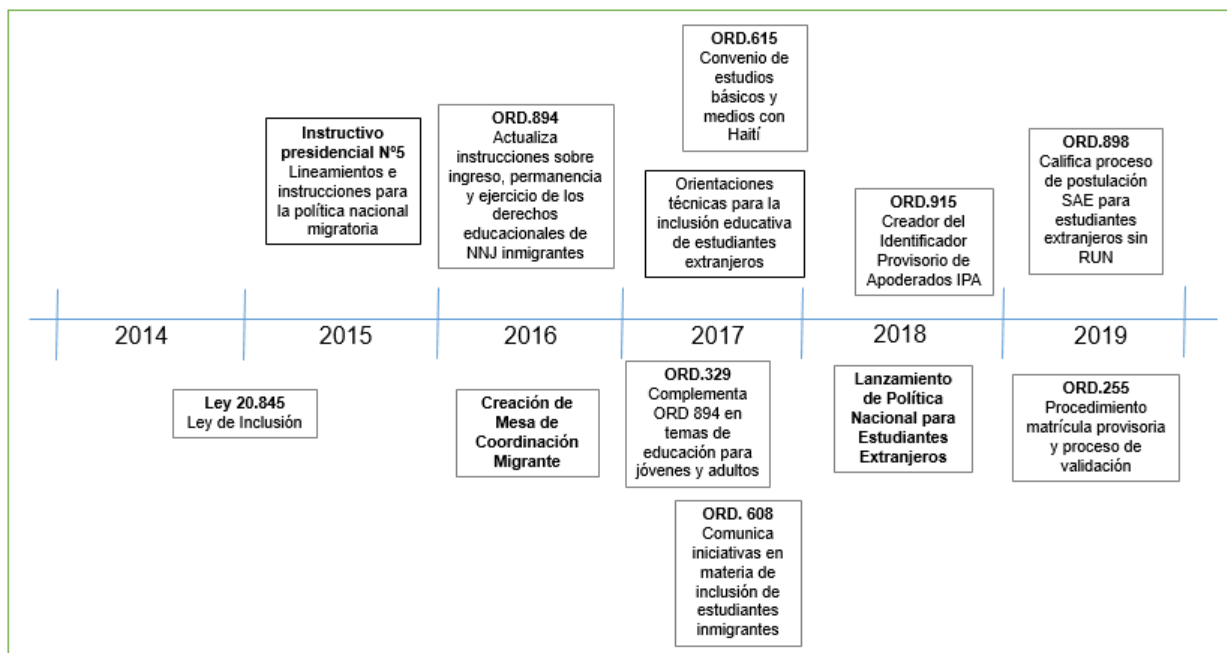 Instructivo
presidencial Nº5
Lineamientos e
instrucciones para
la política nacional
migratoria
ORD.894
Actualiza
instrucciones sobre
ingreso, permanencia
y ejercicio de los
derechos
educacionales de
NNJ inmigrantes
ORD.615
Convenio de
estudios
básicos y
medios con
Haití
Orientaciones
técnicas para la
inclusión educativa
de estudiantes
extranjeros
ORD.915
Creador del
Identificador
Provisorio de
Apoderados IPA
ORD.898
Califica proceso
de postulación
SAE para
estudiantes
extranjeros sin
RUN
2014
2015
2016
2017
2018
2019
Ley 20.845
Ley de Inclusión
Creación de
Mesa de
Coordinación
Migrante
ORD.329
Complementa
ORD 894 en
temas de
educación para
jóvenes y adultos
ORD. 608
Comunica
iniciativas en
materia de
inclusión de
estudiantes
inmigrantes
Lanzamiento
de Política
Nacional para
Estudiantes
Extranjeros
ORD.255
Procedimiento
matrícula provisoria
y proceso de
validación